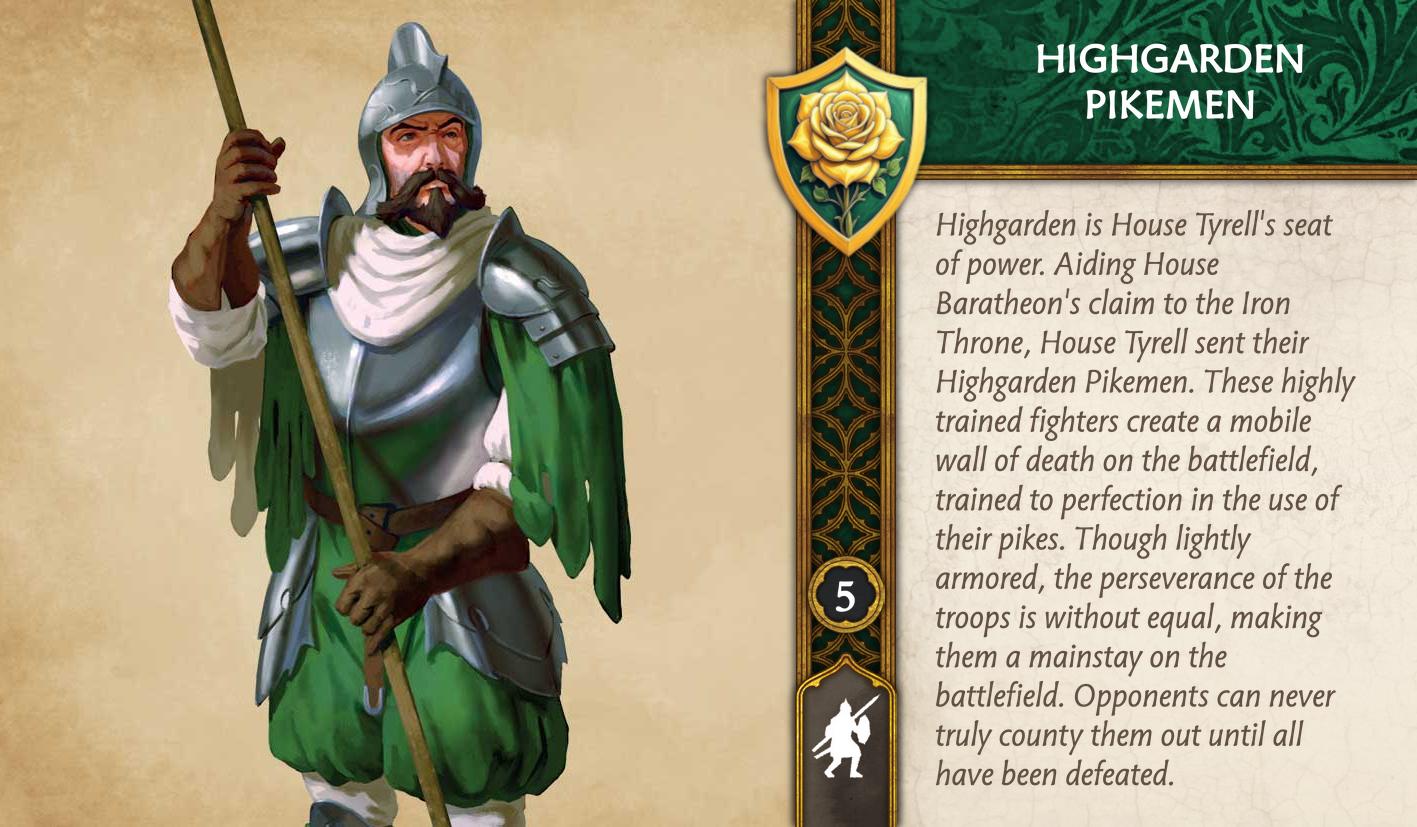 HIGHGARDEN
PIKEMEN
Highgarden is House Tyrell's seat
of power. Aiding House
Baratheon's claim to the Iron
Throne, House Tyrell sent their
Highgarden Pikemen. These highly
trained fighters create a mobile
wall of death on the battlefield,
trained to perfection in the use of
their pikes. Though lightly
armored, the perseverance of the
troops is without equal, making
them a mainstay on the
battlefield. Opponents can never
truly county them out until all
have been defeated.
5